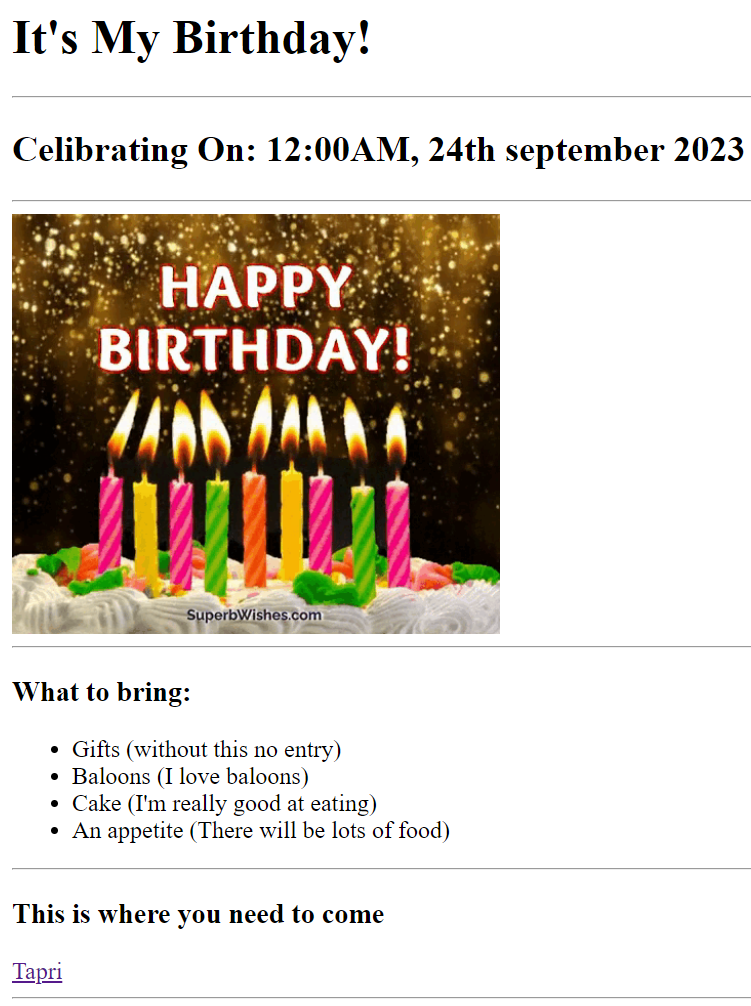 It's My Birthday!
Celibrating On: 12:00AM, 24th september 2023
HAPPY
BIRTHDAY!
SuperbWishes.com
What to bring:
• Gifts (without this no entry)
• Baloons (I love baloons)
• Cake (I'm really good at eating)
• An appetite (There will be lots of food)
This is where you need to come
Tapri